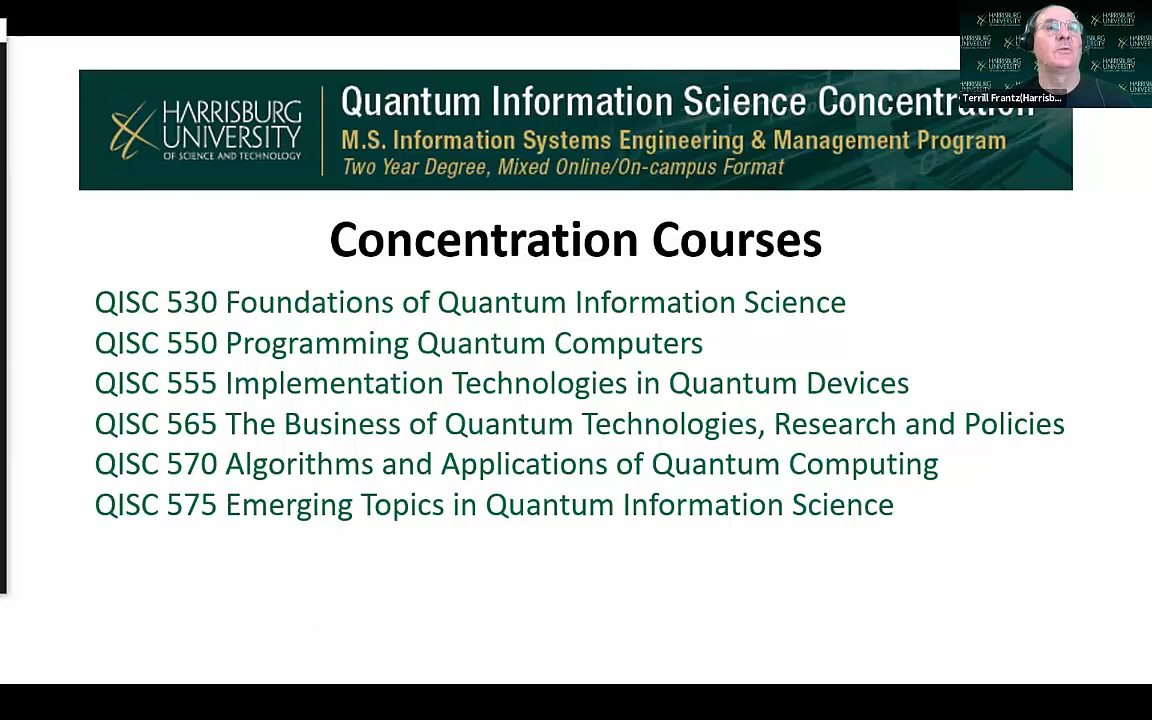 HARRISBURG
UNIVERSITY
OF SCIENCE AND TECHNOLOGY
Quantum Information Science Concentration
M.S. Information Systems Engineering & Management Program
Two Year Degree, Mixed Online/On-campus Format
Terrill Frantz(Harrisb...
Concentration Courses
QISC 530 Foundations of Quantum Information Science
QISC 550 Programming Quantum Computers
QISC 555 Implementation Technologies in Quantum Devices
QISC 565 The Business of Quantum Technologies, Research and Policies
QISC 570 Algorithms and Applications of Quantum Computing
QISC 575 Emerging Topics in Quantum Information Science